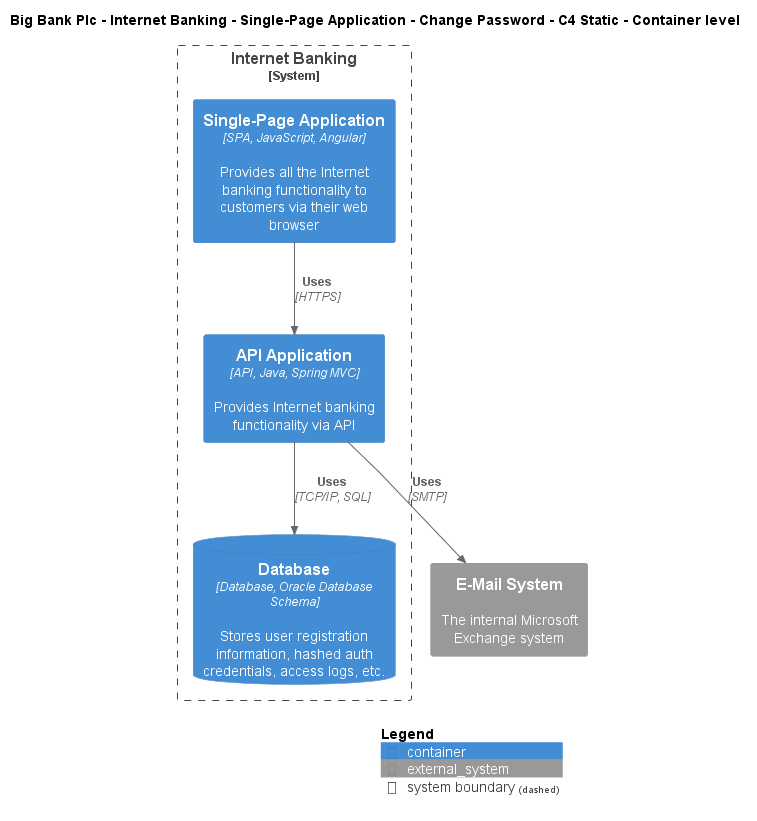 Big Bank Plc - Internet Banking - Single-Page Application - Change Password - C4 Static - Container level
Internet Banking
[System]
Single-Page Application
[SPA, JavaScript, Angular]
Provides all the Internet
banking functionality to
customers via their web
browser
Uses
[HTTPS]
API Application
[API, Java, Spring MVC]
Provides Internet banking
functionality via API
Uses
[TCP/IP, SQL]
Uses
[SMTP]
Database
[Database, Oracle Database
Schema]
Stores user registration
information, hashed auth
credentials, access logs, etc.
E-Mail System
The internal Microsoft
Exchange system
Legend
container
external_system
system boundary (dashed)